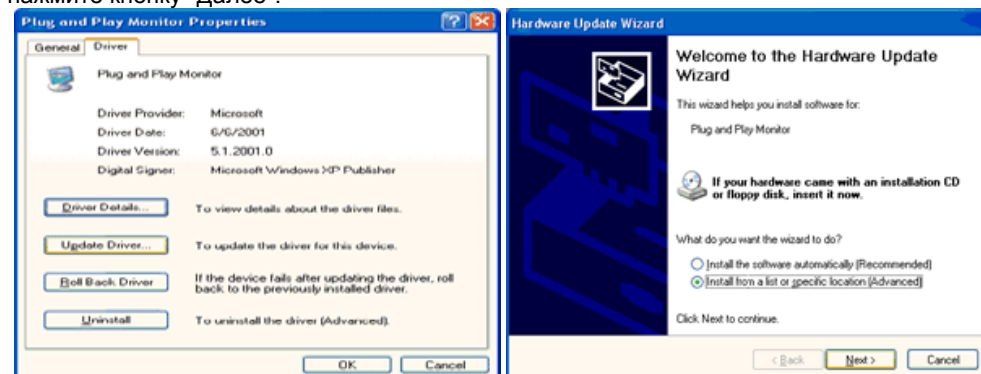 нажмите кнопку "Далее".
Plug and Play Monitor Properties
General
Driver
Plug and Play Monitor
Driver Provider: Microsoft
Driver Date: 6/6/2001
Driver Version: 5.1.2001.0
Digital Signer: Microsoft Windows XP Publisher
Driver Details...
To view details about the driver files.
Update Driver...
To update the driver for this device.
Roll Back Driver
If the device fails after updating the driver, roll
back to the previously installed driver.
Uninstall
To uninstall the driver (Advanced).
OK
Cancel
Hardware Update Wizard
Welcome to the Hardware Update
Wizard
This wizard helps you install software for:
Plug and Play Monitor
If your hardware came with an installation CD
or floppy disk, insert it now.
What do you want the wizard to do?
Install the software automatically (Recommended)
Install from a list or specific location (Advanced)
Click Next to continue.
< Back
Next >
Cancel